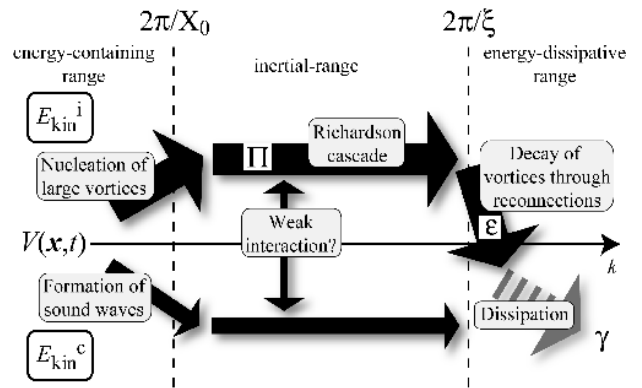 2π/X₀
2π/ξ
energy-containing
range
inertial-range
energy-dissipative
range
E_kin^i
Π
Richardson
cascade
Nucleation of
large vortices
Decay of
vortices through
reconnections
ε
Weak
interaction?
V(x,t)
k
Formation of
sound waves
Dissipation
E_kin^c
γ